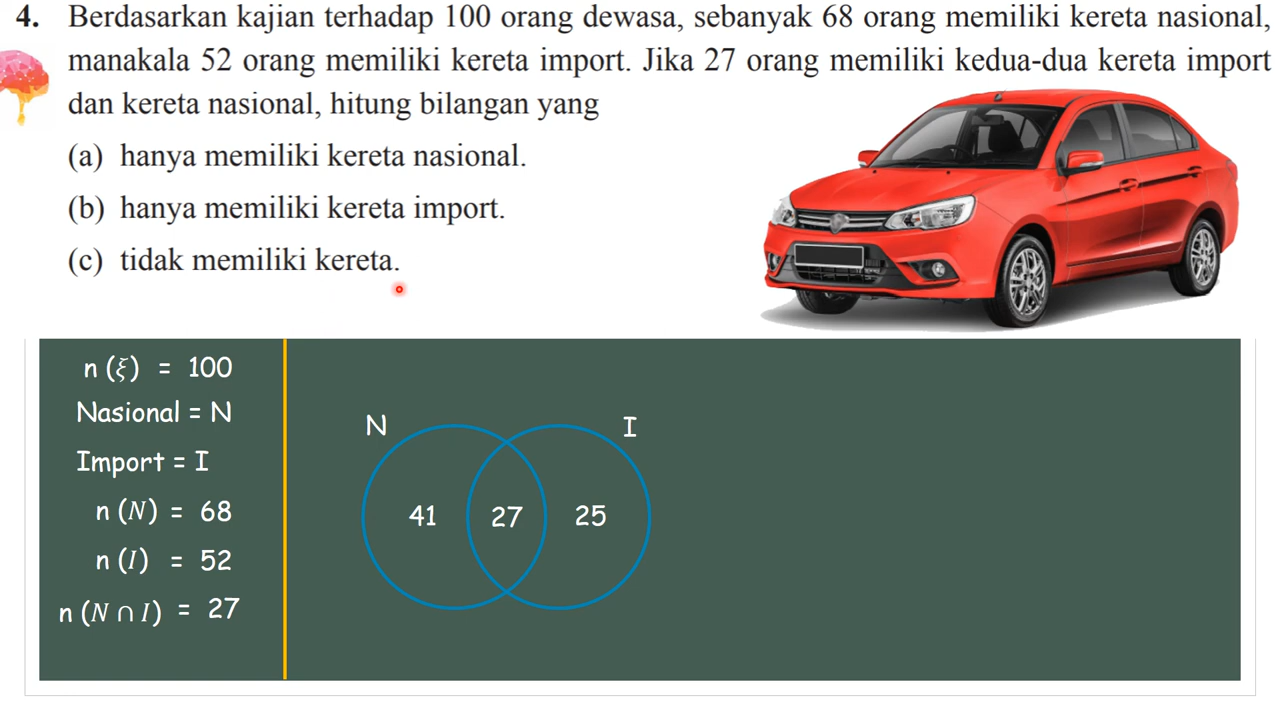 4. Berdasarkan kajian terhadap 100 orang dewasa, sebanyak 68 orang memiliki kereta nasional,
manakala 52 orang memiliki kereta import. Jika 27 orang memiliki kedua-dua kereta import
dan kereta nasional, hitung bilangan yang
(a) hanya memiliki kereta nasional.
(b) hanya memiliki kereta import.
(c) tidak memiliki kereta.
n (ξ) = 100
Nasional = N
Import = I
n (N) = 68
n (I) = 52
n (N ∩ I) = 27
N I
41 27 25